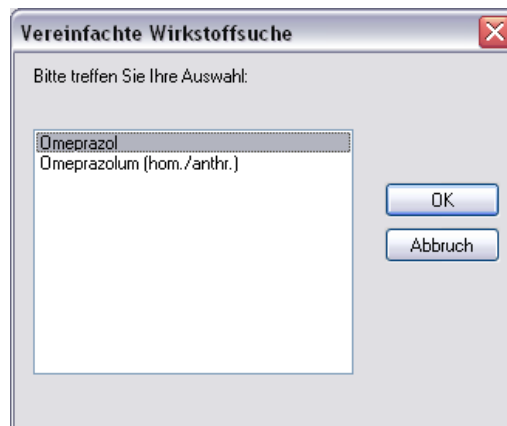 Vereinfachte Wirkstoffsuche
Bitte treffen Sie Ihre Auswahl:
Omeprazol
Omeprazolum (hom./anthr.)
OK
Abbruch